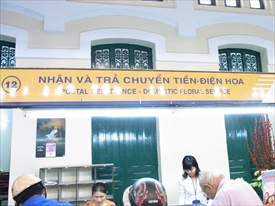 12
NHẬN VÀ TRẢ CHUYỂN TIỀN-ĐIỆN HOA
POSTAL REMITTANCE - DOMESTIC FLORAL SERVICE